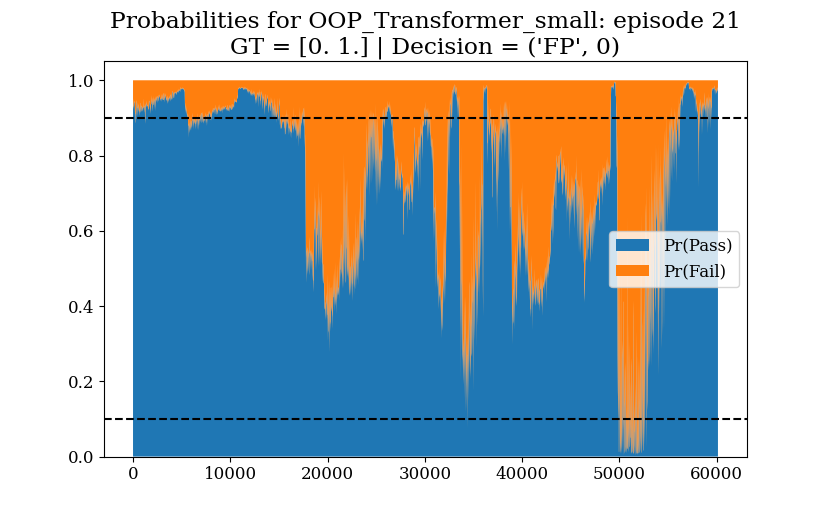 Probabilities for OOP_Transformer_small: episode 21
GT = [0. 1.] | Decision = ('FP', 0)
1.0
0.8
0.6
0.4
0.2
0.0
Pr(Pass)
Pr(Fail)
0 10000 20000 30000 40000 50000 60000